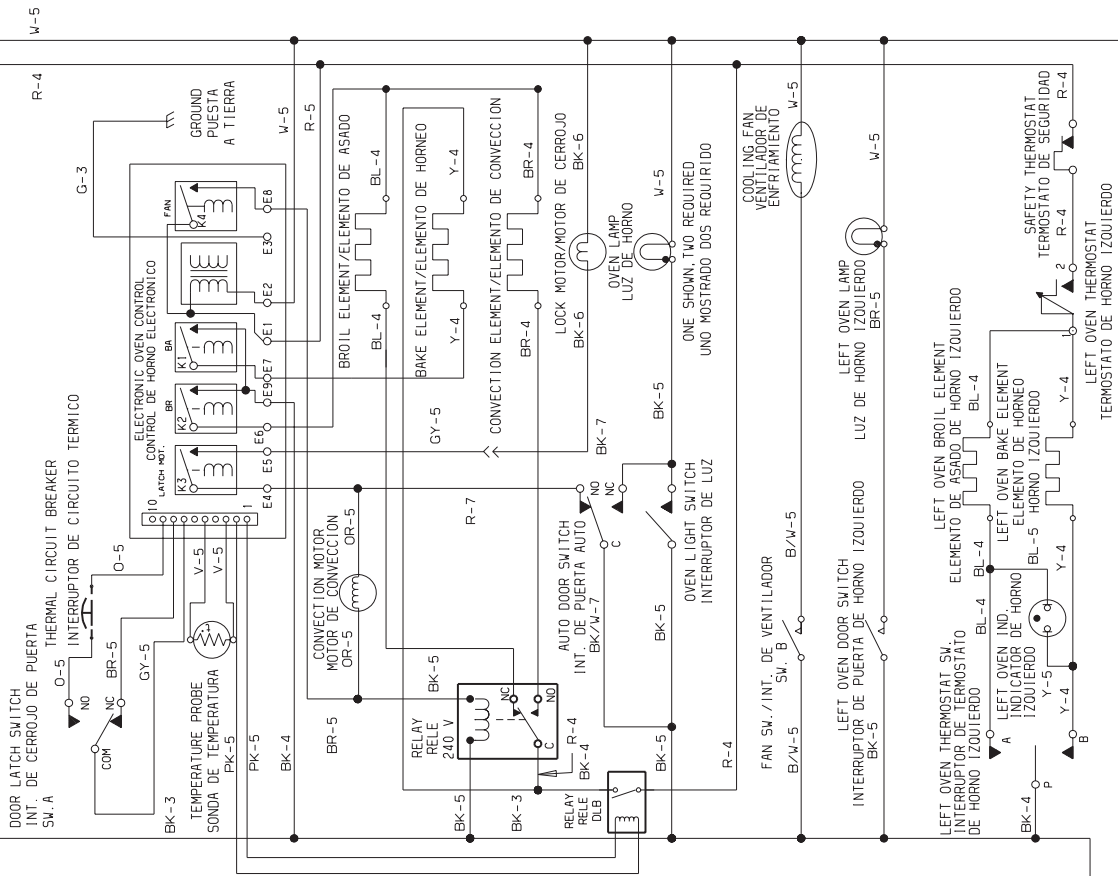 W-5
R-4
G-3
GROUND
PUESTA
A TIERRA
W-5
R-5
ELECTRONIC OVEN CONTROL
CONTROL DE HORNO ELECTRONICO
FAN
K4
BA
K1
BR
K2
LATCH MOT.
K3
10
1
E8
E3
E2
E1
E7
E9
E6
E5
E4
DOOR LATCH SWITCH
INT. DE CERROJO DE PUERTA
SW.A
THERMAL CIRCUIT BREAKER
INTERRUPTOR DE CIRCUITO TERMICO
O-5
O-5
NO
NC
COM
BR-5
GY-5
V-5
V-5
TEMPERATURE PROBE
SONDA DE TEMPERATURA
PK-5
PK-5
BK-3
BK-4
BROIL ELEMENT/ELEMENTO DE ASADO
BL-4
BL-4
BAKE ELEMENT/ELEMENTO DE HORNEO
Y-4
Y-4
CONVECTION ELEMENT/ELEMENTO DE CONVECCION
BR-4
BR-4
GY-5
CONVECTION MOTOR
MOTOR DE CONVECCION
OR-5
OR-5
BR-5
R-7
LOCK MOTOR/MOTOR DE CERROJO
BK-6
BK-6
BK-7
OVEN LAMP
LUZ DE HORNO
W-5
ONE SHOWN, TWO REQUIRED
UNO MOSTRADO DOS REQUIRIDO
BK-5
AUTO DOOR SWITCH
INT. DE PUERTA AUTO
BK/W-7
NO
NC
C
OVEN LIGHT SWITCH
INTERRUPTOR DE LUZ
BK-5
BK-5
RELAY
RELE
240 V
BK-5
NC
NO
C
BK-5
BK-3
R-4
BK-4
RELAY
RELE
DLB
R-4
COOLING FAN
VENTILADOR DE
ENFRIAMIENTO
W-5
FAN SW./INT. DE VENTILADOR
SW. B
B/W-5
B/W-5
LEFT OVEN LAMP
LUZ DE HORNO IZQUIERDO
W-5
BR-5
LEFT OVEN DOOR SWITCH
INTERRUPTOR DE PUERTA DE HORNO IZQUIERDO
BK-5
SAFETY THERMOSTAT
TERMOSTATO DE SEGURIDAD
R-4
R-4
2
1
LEFT OVEN THERMOSTAT
TERMOSTATO DE HORNO IZQUIERDO
LEFT OVEN BROIL ELEMENT
ELEMENTO DE ASADO DE HORNO IZQUIERDO
BL-4
BL-4
LEFT OVEN BAKE ELEMENT
ELEMENTO DE HORNEO
HORNO IZQUIERDO
Y-4
Y-4
BL-4
BL-5
LEFT OVEN IND.
INDICATOR DE HORNO
IZQUIERDO
Y-5
Y-4
LEFT OVEN THERMOSTAT SW.
INTERRUPTOR DE TERMOSTATO
DE HORNO IZQUIERDO
A
B
P
BK-4